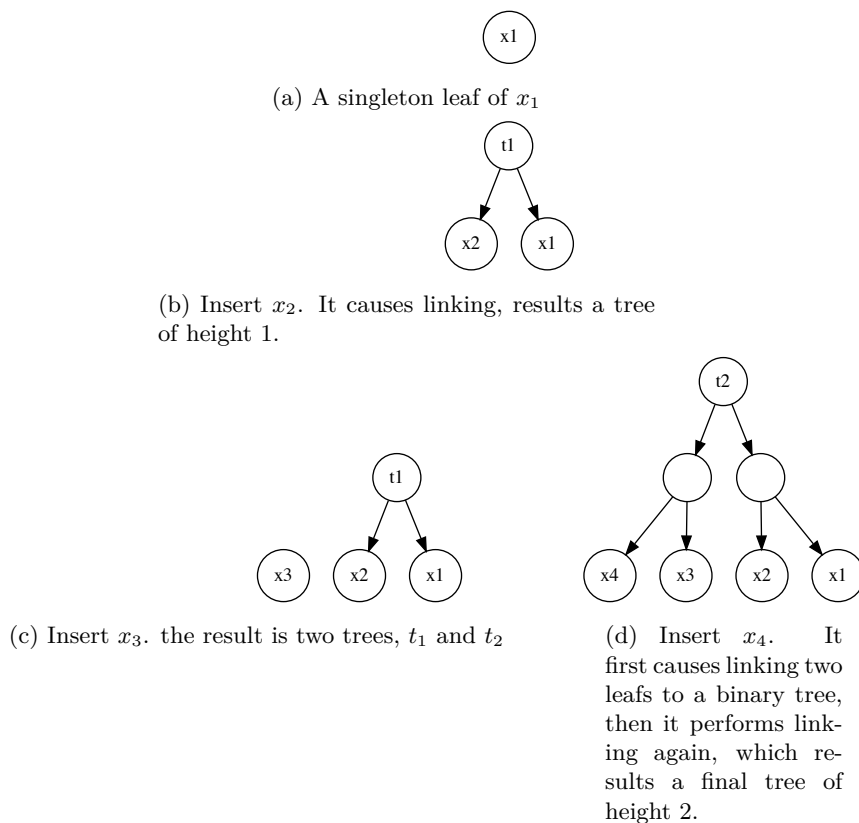 x1
(a) A singleton leaf of x₁
t1
x2 x1
(b) Insert x₂. It causes linking, results a tree
of height 1.
t2
t1
x3 x2 x1
x4 x3 x2 x1
(c) Insert x₃. the result is two trees, t₁ and t₂
(d) Insert x₄. It
first causes linking two
leafs to a binary tree,
then it performs link-
ing again, which re-
sults a final tree of
height 2.